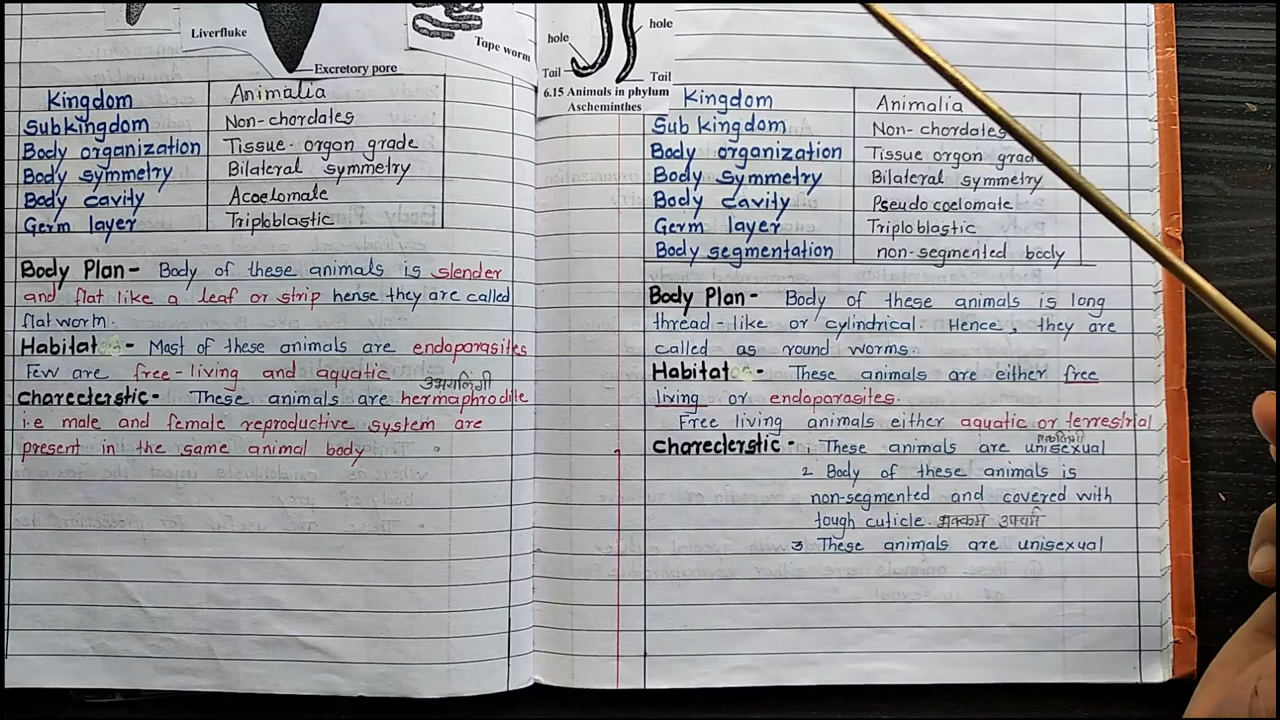 Liverfluke
Tape worm
Excretory pore
Kingdom Animalia
Subkingdom Non-chordates
Body organization Tissue-organ grade
Body symmetry Bilateral symmetry
Body cavity Acoelomate
Germ layer Triploblastic
Body Plan- Body of these animals is slender
and flat like a leaf or strip hense they are called
flatworm.
Habitat - Most of these animals are endoparasites
Few are free-living and aquatic
उभयलिंगी
charecterstic- These animals are hermaphrodite
i.e male and female reproductive system are
present in the same animal body
hole
hole
Tail
Tail
6.15 Animals in phylum
Ascheminthes
Kingdom Animalia
Sub kingdom Non-chordates
Body organization Tissue organ grad
Body symmetry Bilateral symmetry
Body cavity Pseudo coelomate
Germ layer Triploblastic
Body segmentation non-segmented body
Body Plan- Body of these animals is long
thread-like or cylindrical. Hence, they are
called as round worms.
Habitat - These animals are either free
living or endoparasites.
Free living animals either aquatic or terrestrial
Charecterstic - 1. These animals are unisexual
2 Body of these animals is
non-segmented and covered with
tough cuticle.
3 These animals are unisexual